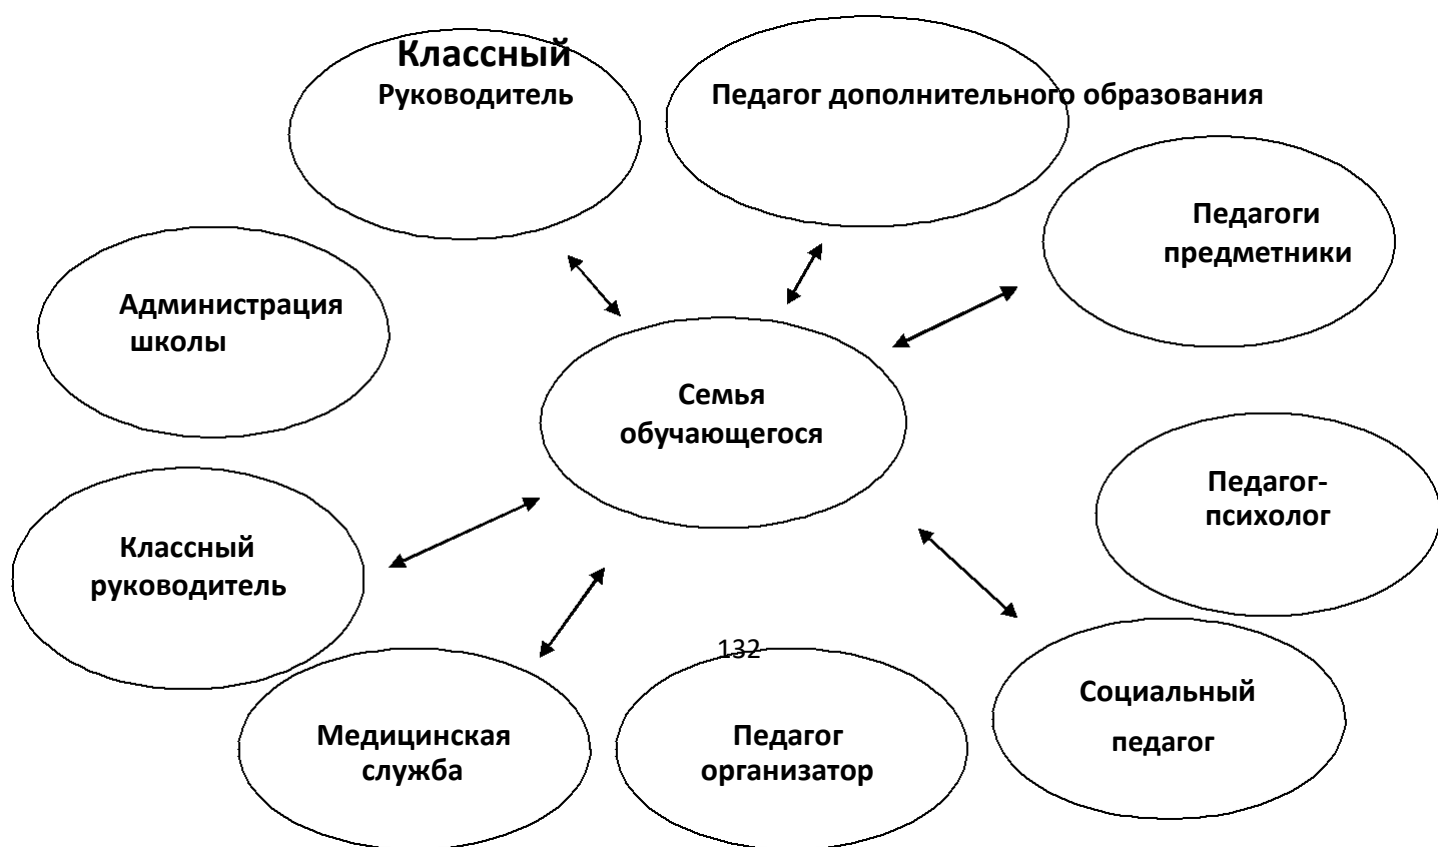 Классный
Руководитель
Педагог дополнительного образования
Педагоги
предметники
Администрация
школы
Семья
обучающегося
Педагог-
психолог
Классный
руководитель
132
Социальный
педагог
Медицинская
служба
Педагог
организатор